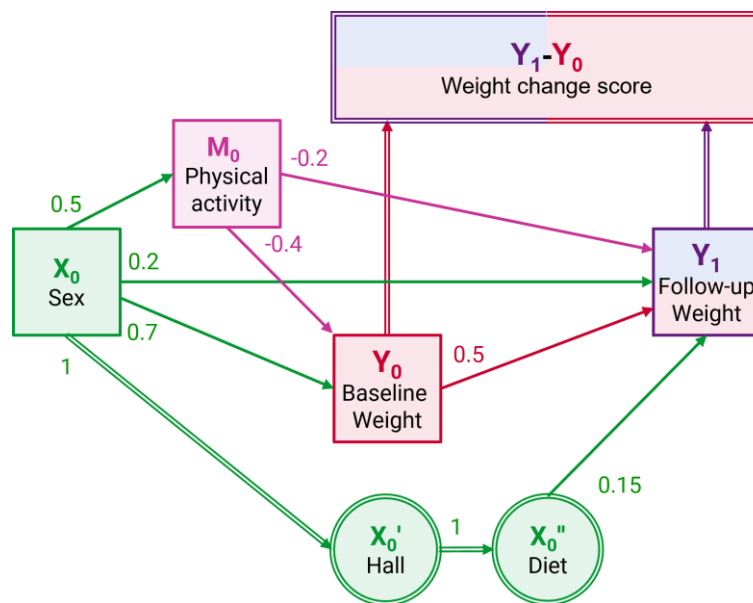 Y₁-Y₀
Weight change score
M₀
Physical
activity
-0.2
0.5
-0.4
X₀
Sex
0.2
0.7
1
Y₁
Follow-up
Weight
Y₀
Baseline
Weight
0.5
0.15
X₀'
Hall
1
X₀"
Diet